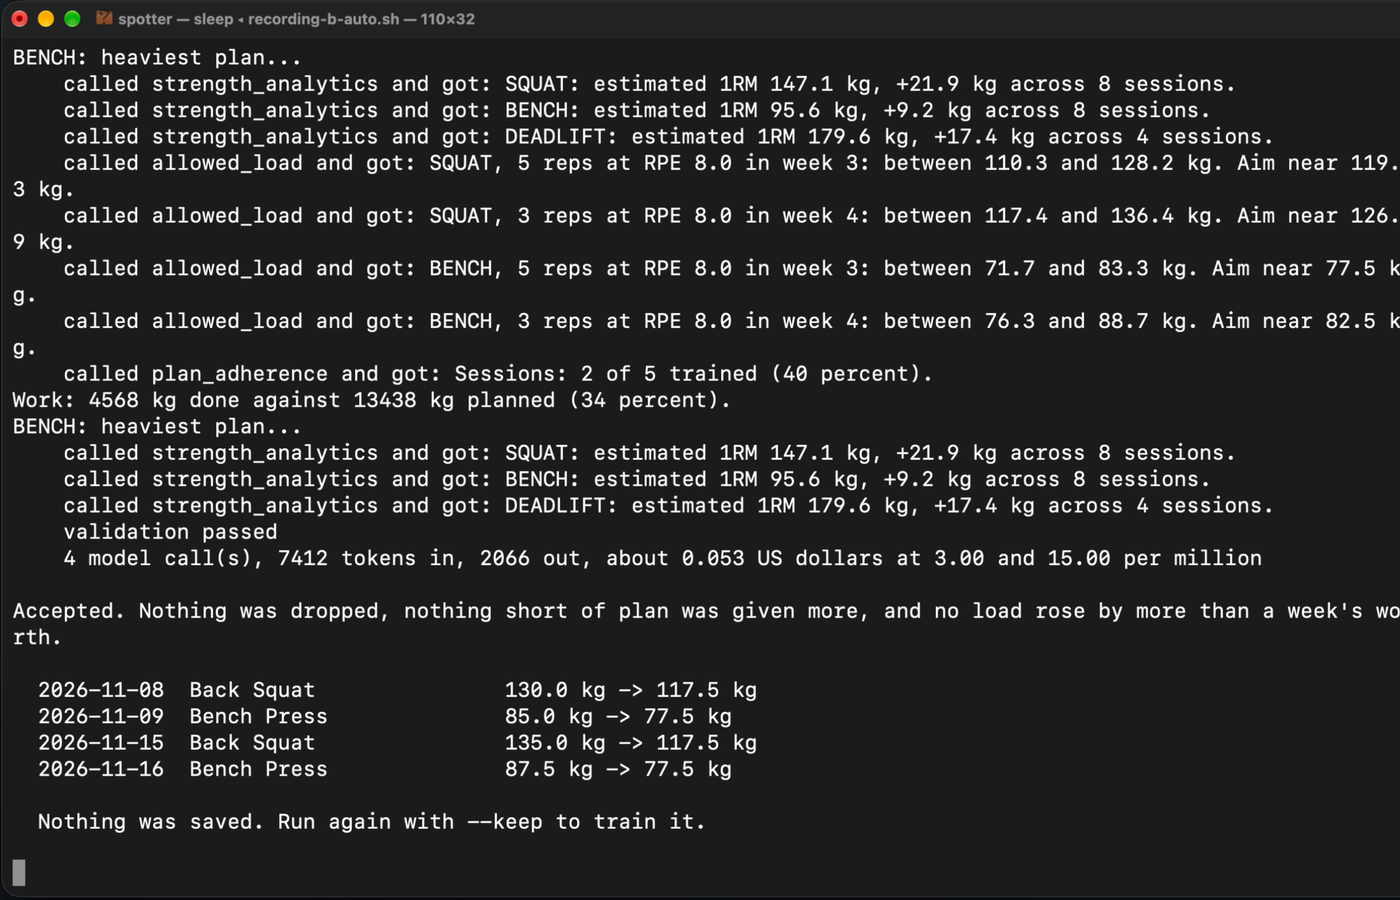 spotter — sleep ◂ recording-b-auto.sh — 110×32
BENCH: heaviest plan...
called strength_analytics and got: SQUAT: estimated 1RM 147.1 kg, +21.9 kg across 8 sessions.
called strength_analytics and got: BENCH: estimated 1RM 95.6 kg, +9.2 kg across 8 sessions.
called strength_analytics and got: DEADLIFT: estimated 1RM 179.6 kg, +17.4 kg across 4 sessions.
called allowed_load and got: SQUAT, 5 reps at RPE 8.0 in week 3: between 110.3 and 128.2 kg. Aim near 119.
3 kg.
called allowed_load and got: SQUAT, 3 reps at RPE 8.0 in week 4: between 117.4 and 136.4 kg. Aim near 126.
9 kg.
called allowed_load and got: BENCH, 5 reps at RPE 8.0 in week 3: between 71.7 and 83.3 kg. Aim near 77.5 k
g.
called allowed_load and got: BENCH, 3 reps at RPE 8.0 in week 4: between 76.3 and 88.7 kg. Aim near 82.5 k
g.
called plan_adherence and got: Sessions: 2 of 5 trained (40 percent).
Work: 4568 kg done against 13438 kg planned (34 percent).
BENCH: heaviest plan...
called strength_analytics and got: SQUAT: estimated 1RM 147.1 kg, +21.9 kg across 8 sessions.
called strength_analytics and got: BENCH: estimated 1RM 95.6 kg, +9.2 kg across 8 sessions.
called strength_analytics and got: DEADLIFT: estimated 1RM 179.6 kg, +17.4 kg across 4 sessions.
validation passed
4 model call(s), 7412 tokens in, 2066 out, about 0.053 US dollars at 3.00 and 15.00 per million
Accepted. Nothing was dropped, nothing short of plan was given more, and no load rose by more than a week's wo
rth.
2026-11-08  Back Squat  130.0 kg -> 117.5 kg
2026-11-09  Bench Press  85.0 kg -> 77.5 kg
2026-11-15  Back Squat  135.0 kg -> 117.5 kg
2026-11-16  Bench Press  87.5 kg -> 77.5 kg
Nothing was saved. Run again with --keep to train it.